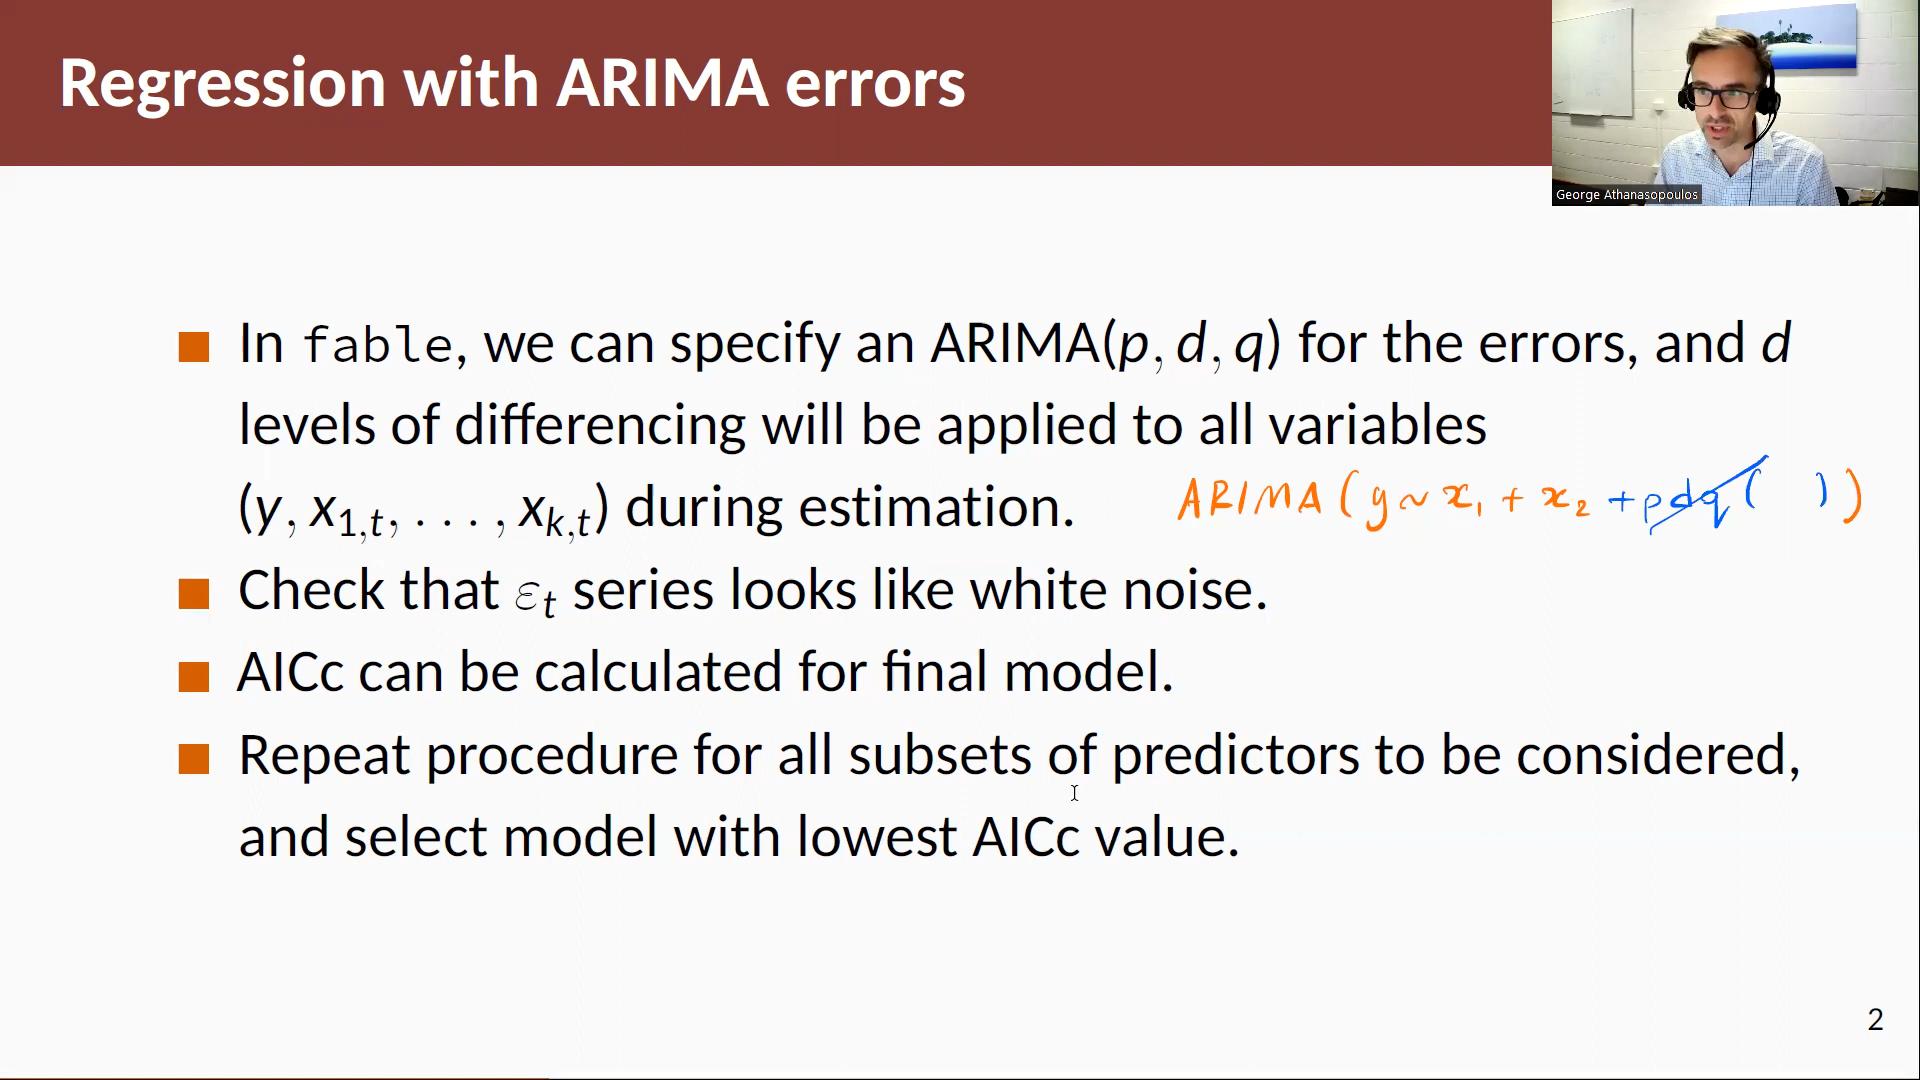 Regression with ARIMA errors
George Athanasopoulos
■ In fable, we can specify an ARIMA(p, d, q) for the errors, and d
levels of differencing will be applied to all variables
(y, x₁,ₜ, . . . , xₖ,ₜ) during estimation.
ARIMA ( y ~ x₁ + x₂ + pdq ( ) )
■ Check that εₜ series looks like white noise.
■ AICc can be calculated for final model.
■ Repeat procedure for all subsets of predictors to be considered,
and select model with lowest AICc value.
2